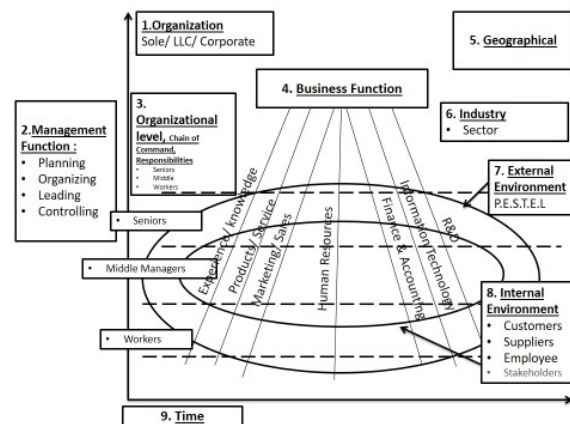 1.Organization
Sole/ LLC/ Corporate
5. Geographical
4. Business Function
3.
Organizational
level, Chain of
Command,
Responsibilities
• Seniors
• Middle
• Workers
2.Management
Function :
• Planning
• Organizing
• Leading
• Controlling
6. Industry
• Sector
7. External
Environment
P.E.S.T.E.L
• Seniors
• Middle Managers
• Workers
Experience/ knowledge
Products/ Service
Marketing/ Sales
Human Resources
Finance & Accounting
Information Technology
R&D
8. Internal
Environment
• Customers
• Suppliers
• Employee
• Stakeholders
9. Time